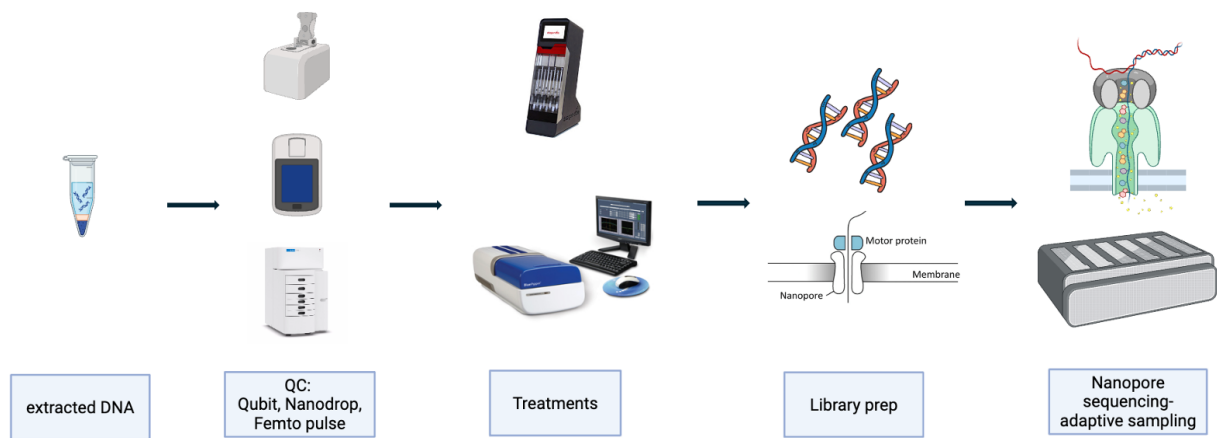 Motor protein
Membrane
Nanopore
extracted DNA
QC:
Qubit, Nanodrop,
Femto pulse
Treatments
Library prep
Nanopore
sequencing-
adaptive sampling